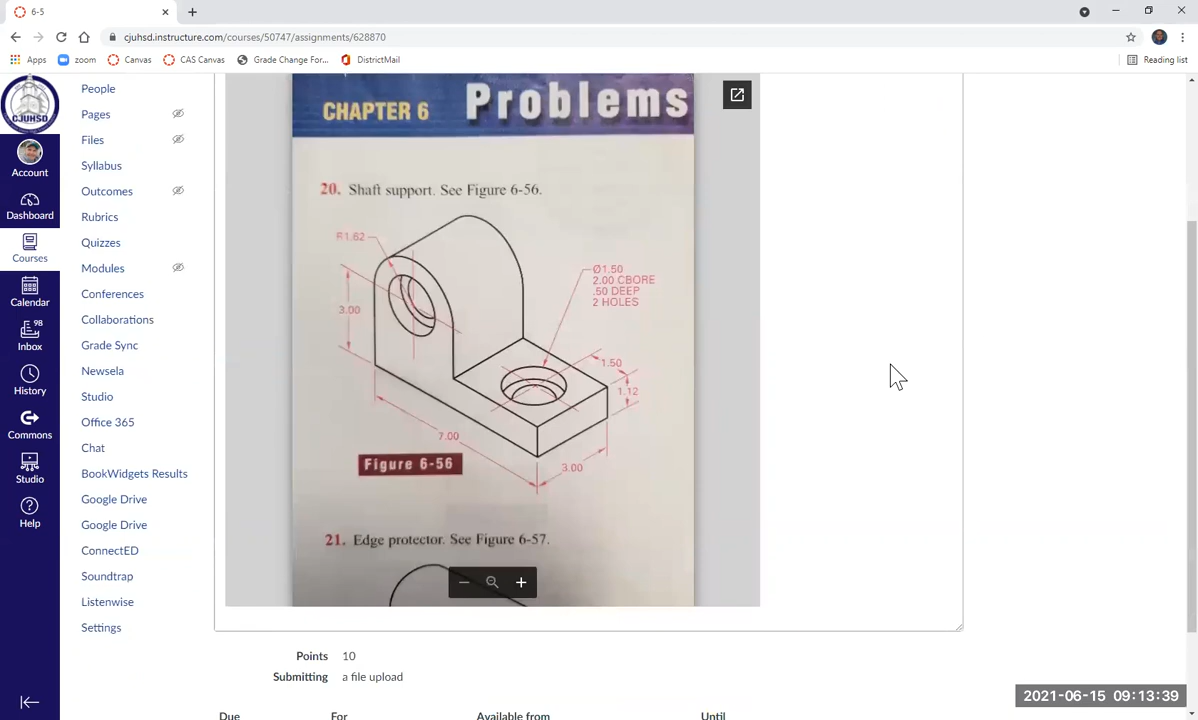 6-5
cjuhsd.instructure.com/courses/50747/assignments/628870
Apps zoom Canvas CAS Canvas Grade Change For... DistrictMail Reading list
CJUHSD
Account
Dashboard
Courses
Calendar
98
Inbox
History
Commons
Studio
Help
People
Pages
Files
Syllabus
Outcomes
Rubrics
Quizzes
Modules
Conferences
Collaborations
Grade Sync
Newsela
Studio
Office 365
Chat
BookWidgets Results
Google Drive
Google Drive
ConnectED
Soundtrap
Listenwise
Settings
CHAPTER 6 Problems
20. Shaft support. See Figure 6-56.
R1.62
Ø1.50
2.00 CBORE
.50 DEEP
2 HOLES
3.00
1.50
1.12
7.00
3.00
Figure 6-56
21. Edge protector. See Figure 6-57.
Points 10
Submitting a file upload
Due For Available from Until
2021-06-15 09:13:39